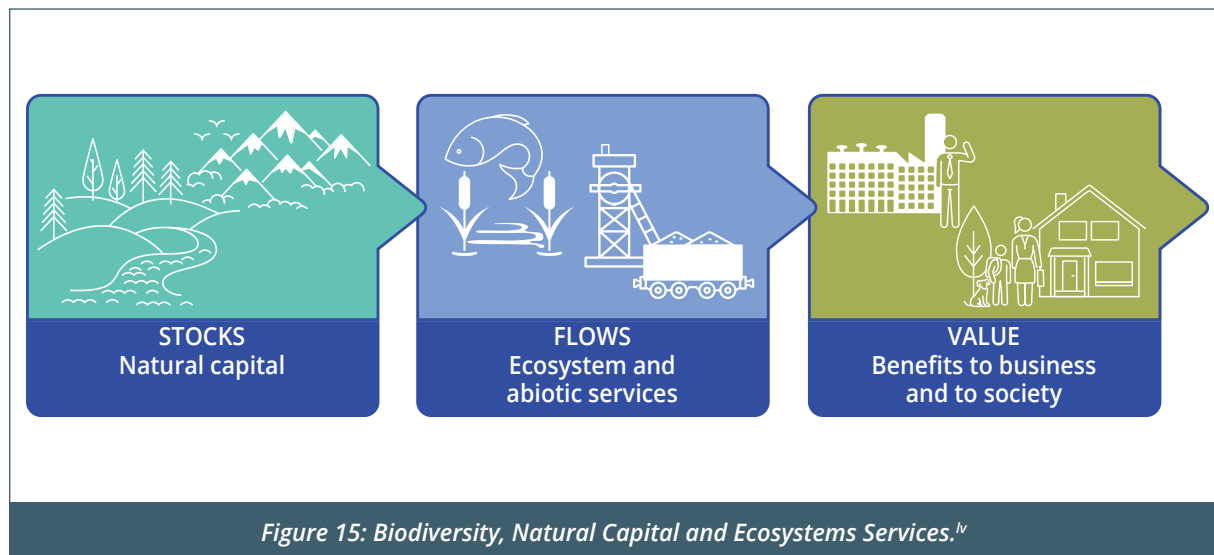 STOCKS
Natural capital
FLOWS
Ecosystem and
abiotic services
VALUE
Benefits to business
and to society
Figure 15: Biodiversity, Natural Capital and Ecosystems Services.lv